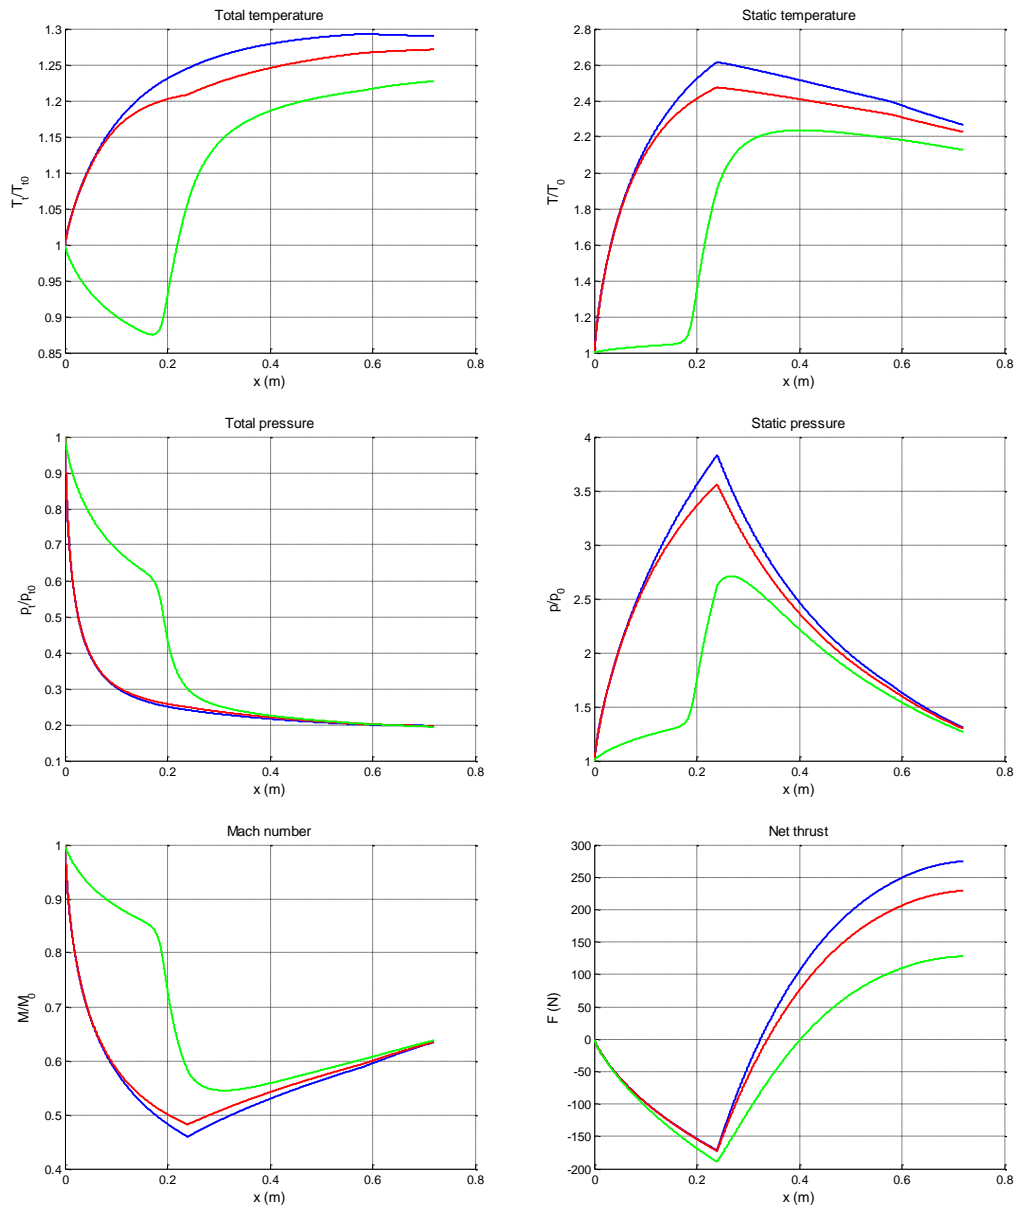 Total temperature
1.3
1.25
1.2
1.15
1.1
1.05
1
0.95
0.9
0.85
Tt/Tt0
0 0.2 0.4 0.6 0.8
x (m)
Static temperature
2.8
2.6
2.4
2.2
2
1.8
1.6
1.4
1.2
1
T/T0
0 0.2 0.4 0.6 0.8
x (m)
Total pressure
1
0.9
0.8
0.7
0.6
0.5
0.4
0.3
0.2
0.1
pt/pt0
0 0.2 0.4 0.6 0.8
x (m)
Static pressure
4
3.5
3
2.5
2
1.5
1
p/p0
0 0.2 0.4 0.6 0.8
x (m)
Mach number
1
0.9
0.8
0.7
0.6
0.5
0.4
M/M0
0 0.2 0.4 0.6 0.8
x (m)
Net thrust
300
250
200
150
100
50
0
-50
-100
-150
-200
F (N)
0 0.2 0.4 0.6 0.8
x (m)